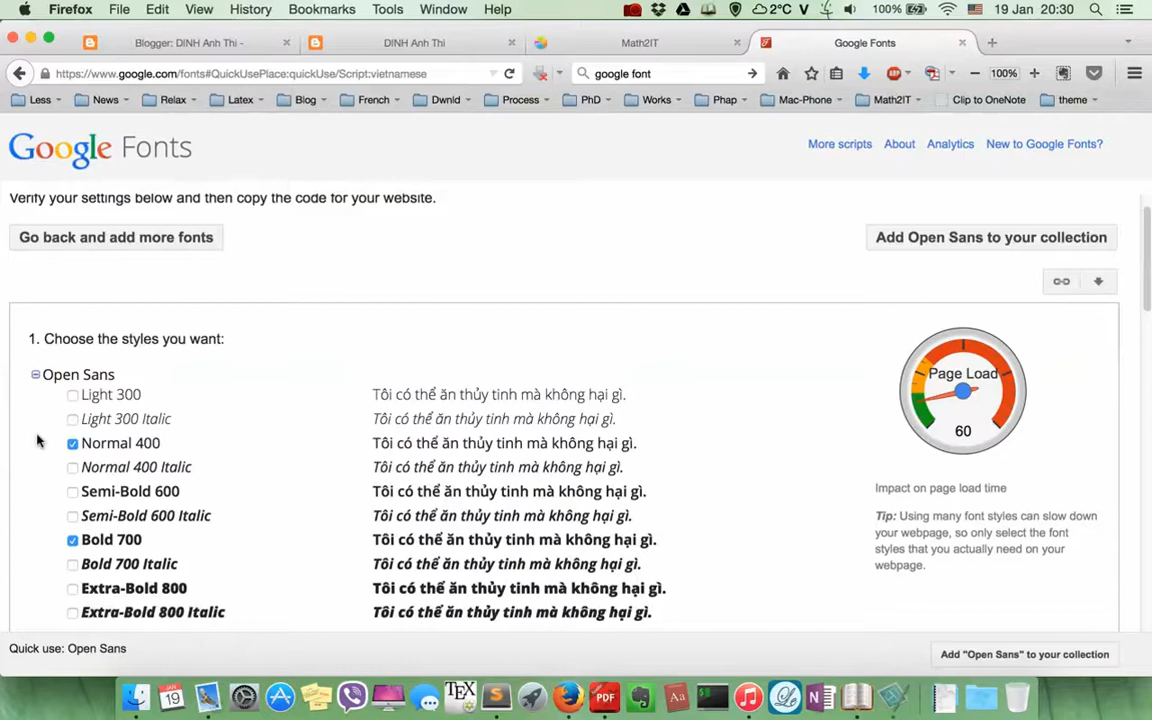 Firefox File Edit View History Bookmarks Tools Window Help 2°C V 100% 19 Jan 20:30
Blogger: DINH Anh Thi - DINH Anh Thi Math2IT Google Fonts
https://www.google.com/fonts#QuickUsePlace:quickUse/Script:vietnamese google font 100%
Less News Relax Latex Blog French Dwnld Process PhD Works Phap Mac-Phone Math2IT Clip to OneNote theme
Google Fonts
More scripts About Analytics New to Google Fonts?
Verify your settings below and then copy the code for your website.
Go back and add more fonts Add Open Sans to your collection
1. Choose the styles you want:
Open Sans
Light 300 Tôi có thể ăn thủy tinh mà không hại gì.
Light 300 Italic Tôi có thể ăn thủy tinh mà không hại gì.
Normal 400 Tôi có thể ăn thủy tinh mà không hại gì.
Normal 400 Italic Tôi có thể ăn thủy tinh mà không hại gì.
Semi-Bold 600 Tôi có thể ăn thủy tinh mà không hại gì.
Semi-Bold 600 Italic Tôi có thể ăn thủy tinh mà không hại gì.
Bold 700 Tôi có thể ăn thủy tinh mà không hại gì.
Bold 700 Italic Tôi có thể ăn thủy tinh mà không hại gì.
Extra-Bold 800 Tôi có thể ăn thủy tinh mà không hại gì.
Extra-Bold 800 Italic Tôi có thể ăn thủy tinh mà không hại gì.
Page Load
60
Impact on page load time
Tip: Using many font styles can slow down
your webpage, so only select the font
styles that you actually need on your
webpage.
Quick use: Open Sans Add "Open Sans" to your collection
TEX PDF Aa